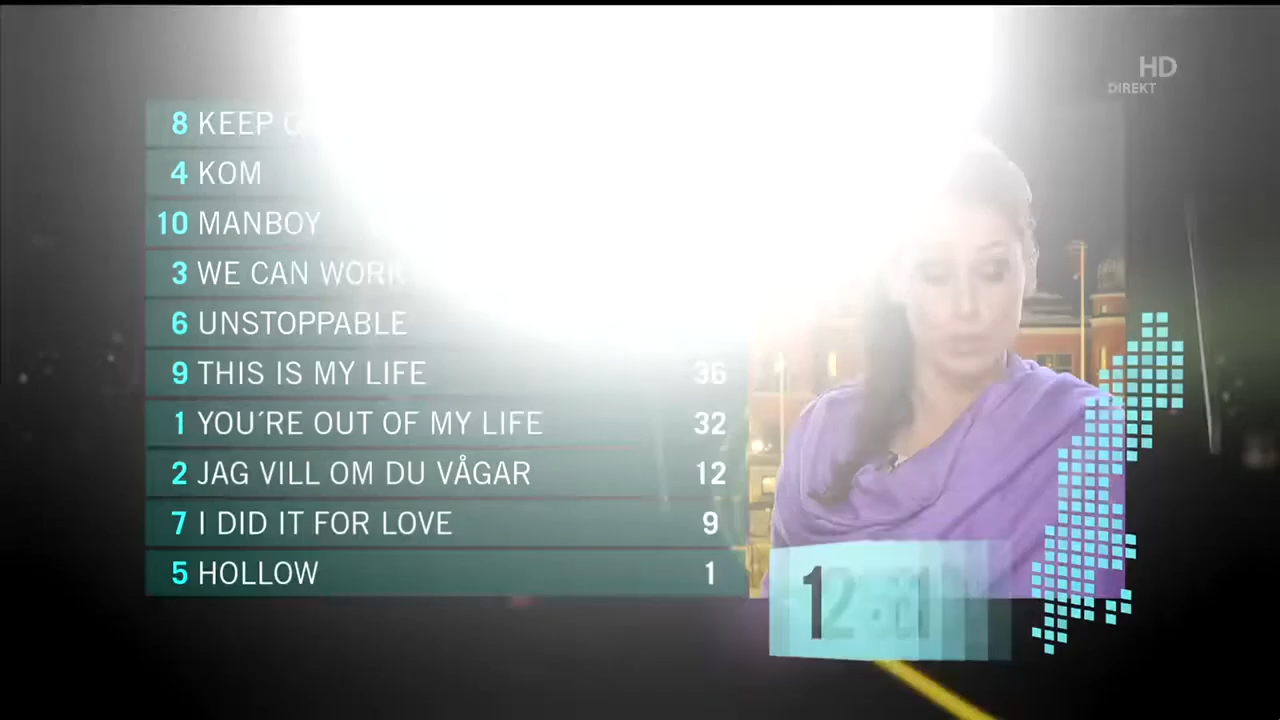 HD
DIREKT
8 KEEP
4 KOM
10 MANBOY
3 WE CAN WORK
6 UNSTOPPABLE
9 THIS IS MY LIFE 36
1 YOU´RE OUT OF MY LIFE 32
2 JAG VILL OM DU VÅGAR 12
7 I DID IT FOR LOVE 9
5 HOLLOW 1